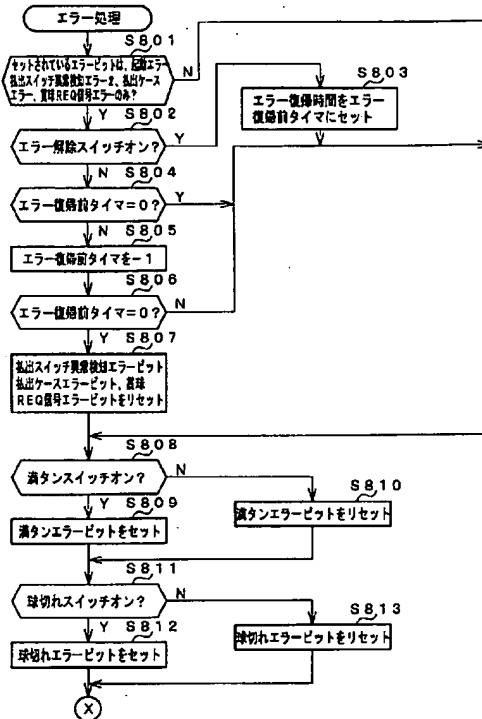 エラー処理
S801
セットされているエラービットは、起動エラー
払出スイッチ異常検知エラー2、払出ケース
エラー、賞球REQ信号エラーのみ?
N
Y
S802
エラー解除スイッチオン?
Y
N
S803
エラー復帰時間をエラー
復帰前タイマにセット
S804
エラー復帰前タイマ=0?
Y
N
S805
エラー復帰前タイマを-1
S806
エラー復帰前タイマ=0?
N
Y
S807
払出スイッチ異常検知エラービット
払出ケースエラービット、賞球
REQ信号エラービットをリセット
S808
満タンスイッチオン?
N
Y
S809
満タンエラービットをセット
S810
満タンエラービットをリセット
S811
球切れスイッチオン?
N
Y
S812
球切れエラービットをセット
S813
球切れエラービットをリセット
X